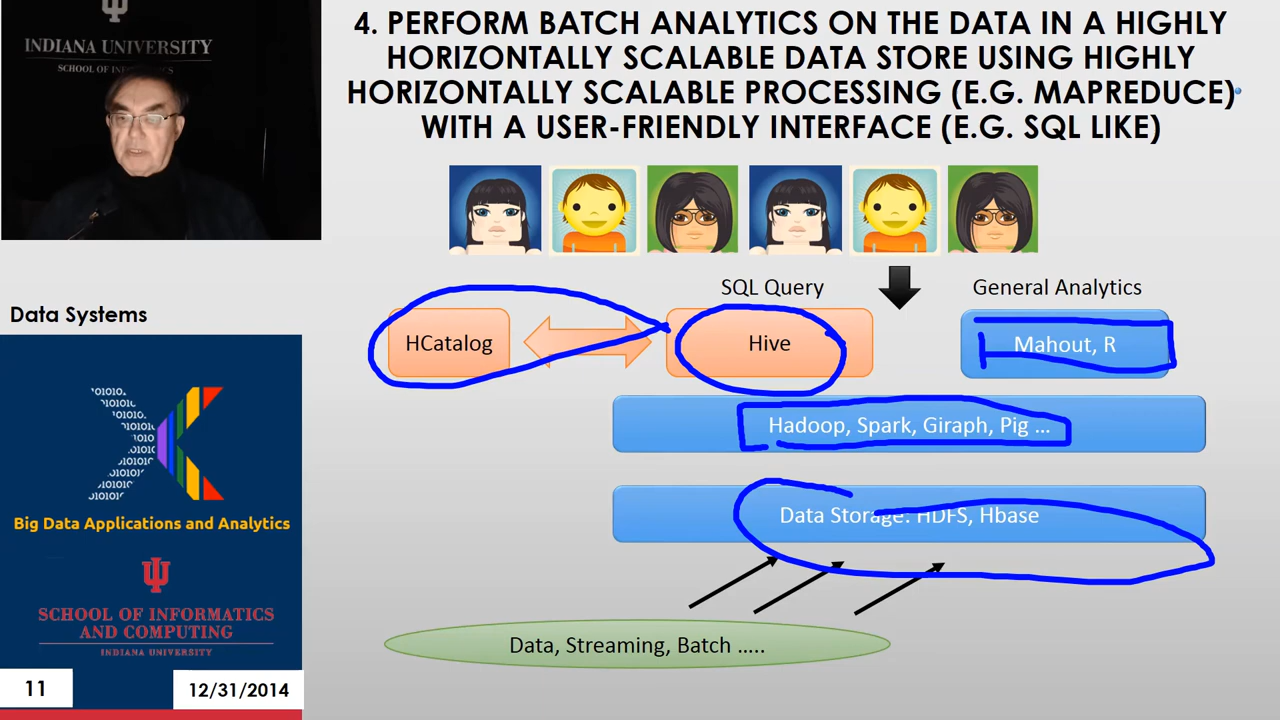 INDIANA UNIVERSITY
SCHOOL OF INFORMATICS
4. PERFORM BATCH ANALYTICS ON THE DATA IN A HIGHLY
HORIZONTALLY SCALABLE DATA STORE USING HIGHLY
HORIZONTALLY SCALABLE PROCESSING (E.G. MAPREDUCE)
WITH A USER-FRIENDLY INTERFACE (E.G. SQL LIKE)
SQL Query
General Analytics
HCatalog
Hive
Mahout, R
Hadoop, Spark, Giraph, Pig ...
Data Storage: HDFS, Hbase
Data, Streaming, Batch .....
Data Systems
Big Data Applications and Analytics
SCHOOL OF INFORMATICS
AND COMPUTING
INDIANA UNIVERSITY
11
12/31/2014